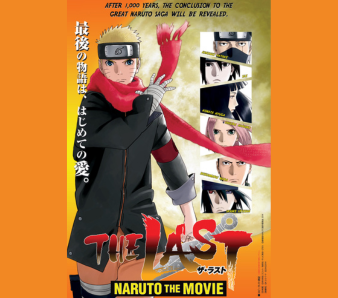 AFTER 1,000 YEARS, THE CONCLUSION TO THE
GREAT NARUTO SAGA WILL BE REVEALED.
最後の物語は、はじめての愛。
THE LAST
ザ・ラスト
NARUTO THE MOVIE